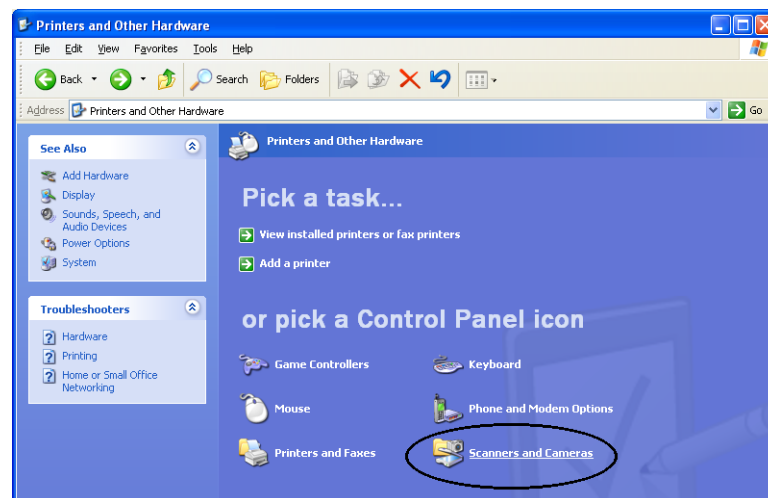 Printers and Other Hardware
File Edit View Favorites Tools Help
Back Search Folders
Address Printers and Other Hardware Go
See Also
Add Hardware
Display
Sounds, Speech, and
Audio Devices
Power Options
System
Troubleshooters
Hardware
Printing
Home or Small Office
Networking
Printers and Other Hardware
Pick a task...
View installed printers or fax printers
Add a printer
or pick a Control Panel icon
Game Controllers Keyboard
Mouse Phone and Modem Options
Printers and Faxes Scanners and Cameras